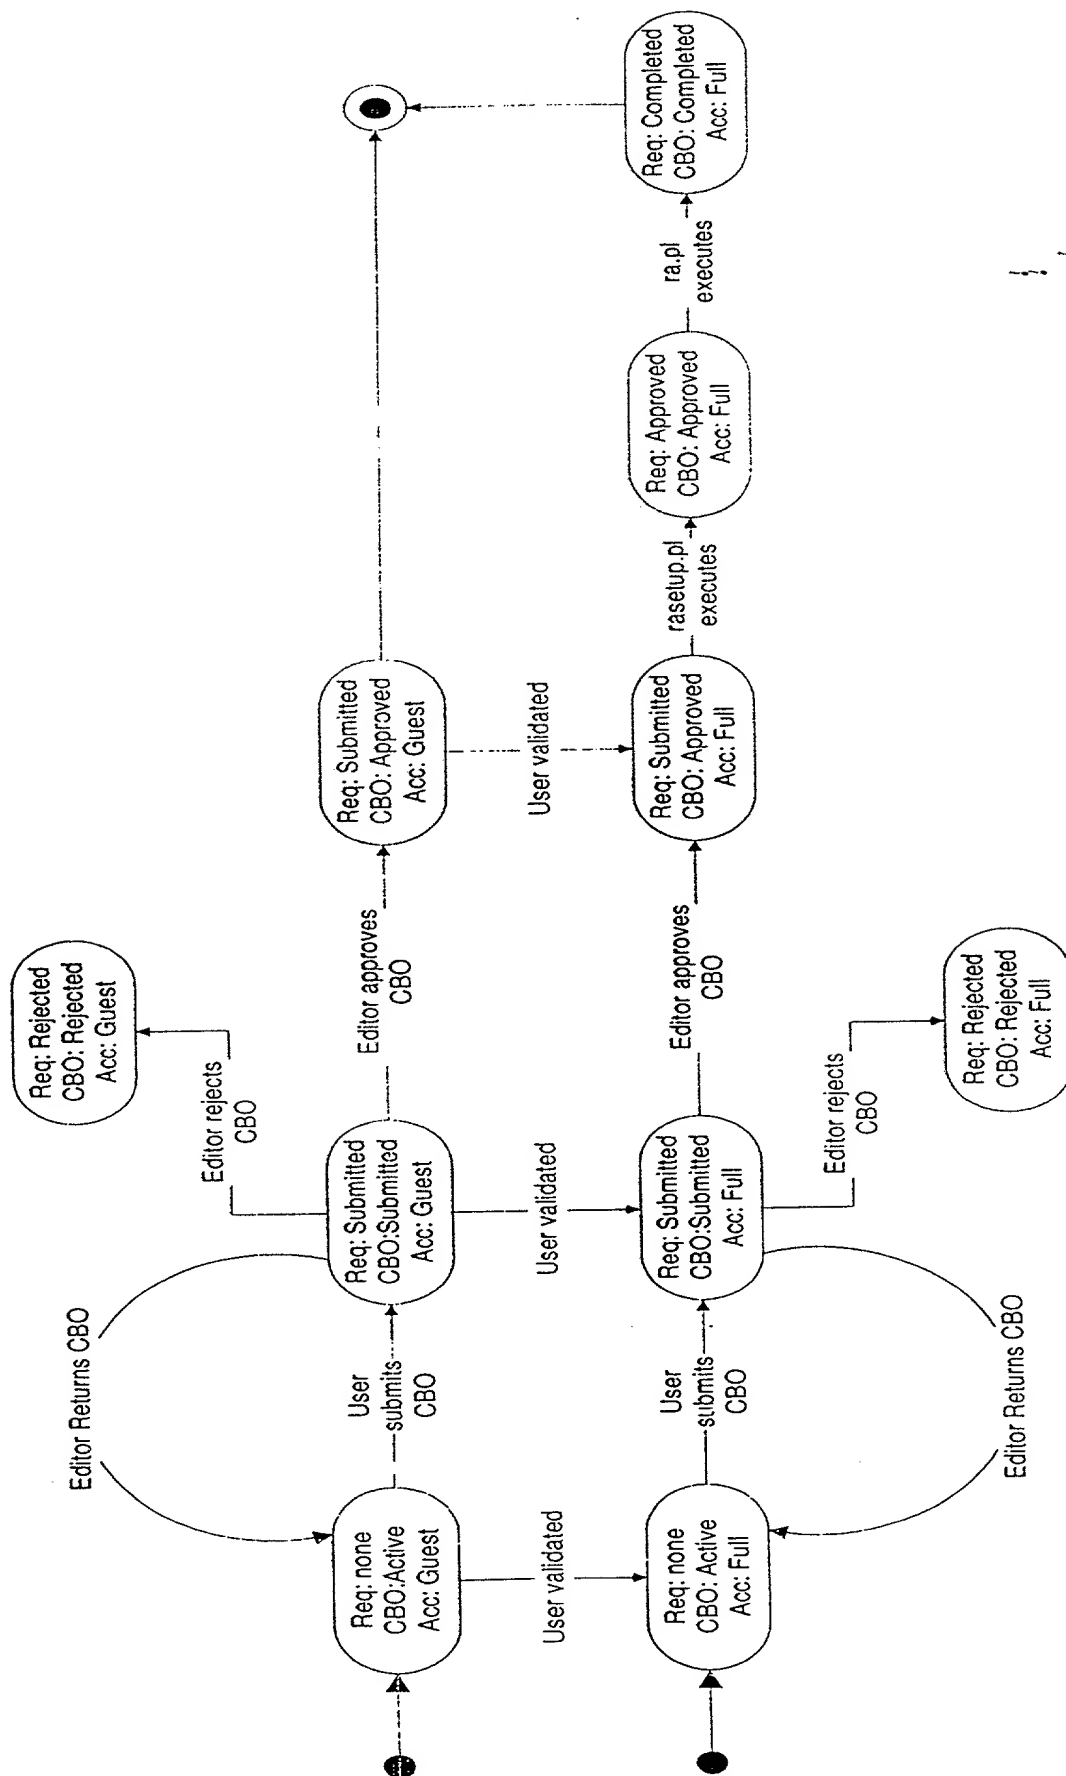 Editor Returns CBO
Editor rejects
CBO
Req: Rejected
CBO: Rejected
Acc: Guest
Req: none
CBO:Active
Acc: Guest
User
submits
CBO
Req: Submitted
CBO:Submitted
Acc: Guest
Editor approves
CBO
Req: Submitted
CBO: Approved
Acc: Guest
User validated
User validated
User validated
Req: none
CBO: Active
Acc: Full
User
submits
CBO
Req: Submitted
CBO:Submitted
Acc: Full
Editor approves
CBO
Req: Submitted
CBO: Approved
Acc: Full
rasetup.pl
executes
Req: Approved
CBO: Approved
Acc: Full
ra.pl
executes
Req: Completed
CBO: Completed
Acc: Full
Editor Returns CBO
Editor rejects
CBO
Req: Rejected
CBO: Rejected
Acc: Full